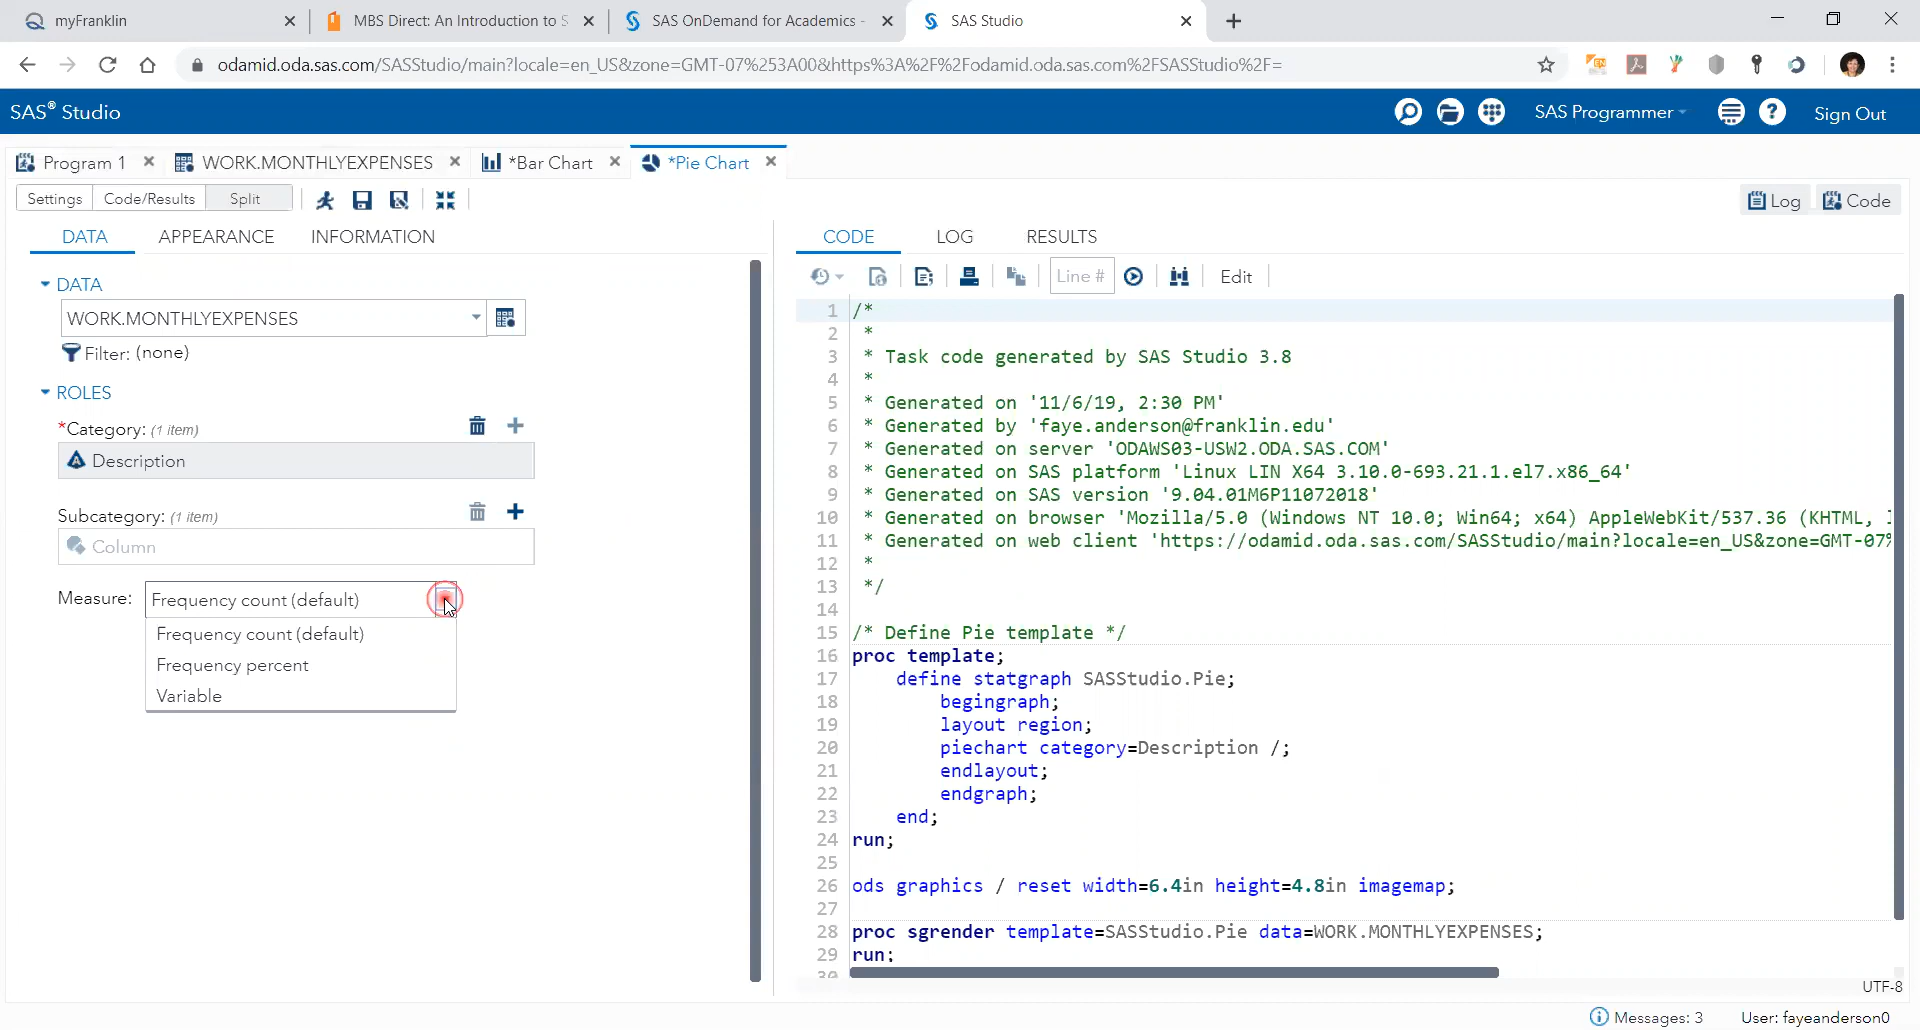 myFranklin
MBS Direct: An Introduction to S
SAS OnDemand for Academics -
SAS Studio
odamid.oda.sas.com/SASStudio/main?locale=en_US&zone=GMT-07%253A00&https%3A%2F%2Fodamid.oda.sas.com%2FSASStudio%2F=
SAS® Studio
SAS Programmer
Sign Out
Program 1
WORK.MONTHLYEXPENSES
*Bar Chart
*Pie Chart
Settings
Code/Results
Split
Log
Code
DATA
APPEARANCE
INFORMATION
CODE
LOG
RESULTS
DATA
WORK.MONTHLYEXPENSES
Filter: (none)
ROLES
*Category: (1 item)
Description
Subcategory: (1 item)
Column
Measure: Frequency count (default)
Frequency count (default)
Frequency percent
Variable
Line #
Edit
1 /*
2 *
3 * Task code generated by SAS Studio 3.8
4 *
5 * Generated on '11/6/19, 2:30 PM'
6 * Generated by 'faye.anderson@franklin.edu'
7 * Generated on server 'ODAWS03-USW2.ODA.SAS.COM'
8 * Generated on SAS platform 'Linux LIN X64 3.10.0-693.21.1.el7.x86_64'
9 * Generated on SAS version '9.04.01M6P11072018'
10 * Generated on browser 'Mozilla/5.0 (Windows NT 10.0; Win64; x64) AppleWebKit/537.36 (KHTML,
11 * Generated on web client 'https://odamid.oda.sas.com/SASStudio/main?locale=en_US&zone=GMT-07%
12 *
13 */
14
15 /* Define Pie template */
16 proc template;
17 define statgraph SASStudio.Pie;
18 begingraph;
19 layout region;
20 piechart category=Description /;
21 endlayout;
22 endgraph;
23 end;
24 run;
25
26 ods graphics / reset width=6.4in height=4.8in imagemap;
27
28 proc sgrender template=SASStudio.Pie data=WORK.MONTHLYEXPENSES;
29 run;
30
UTF-8
Messages: 3
User: fayeanderson0